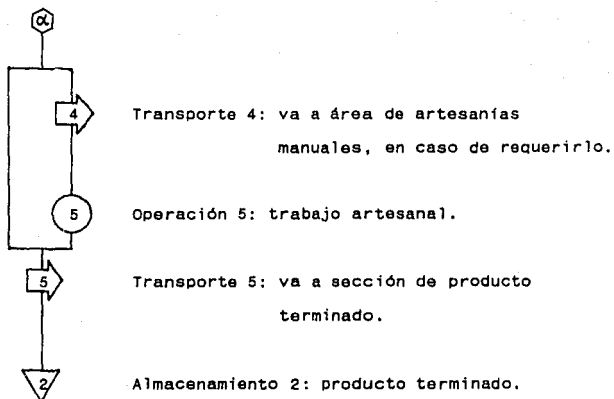 α
4 Transporte 4: va a área de artesanías
manuales, en caso de requerirlo.
5 Operación 5: trabajo artesanal.
5 Transporte 5: va a sección de producto
terminado.
2 Almacenamiento 2: producto terminado.